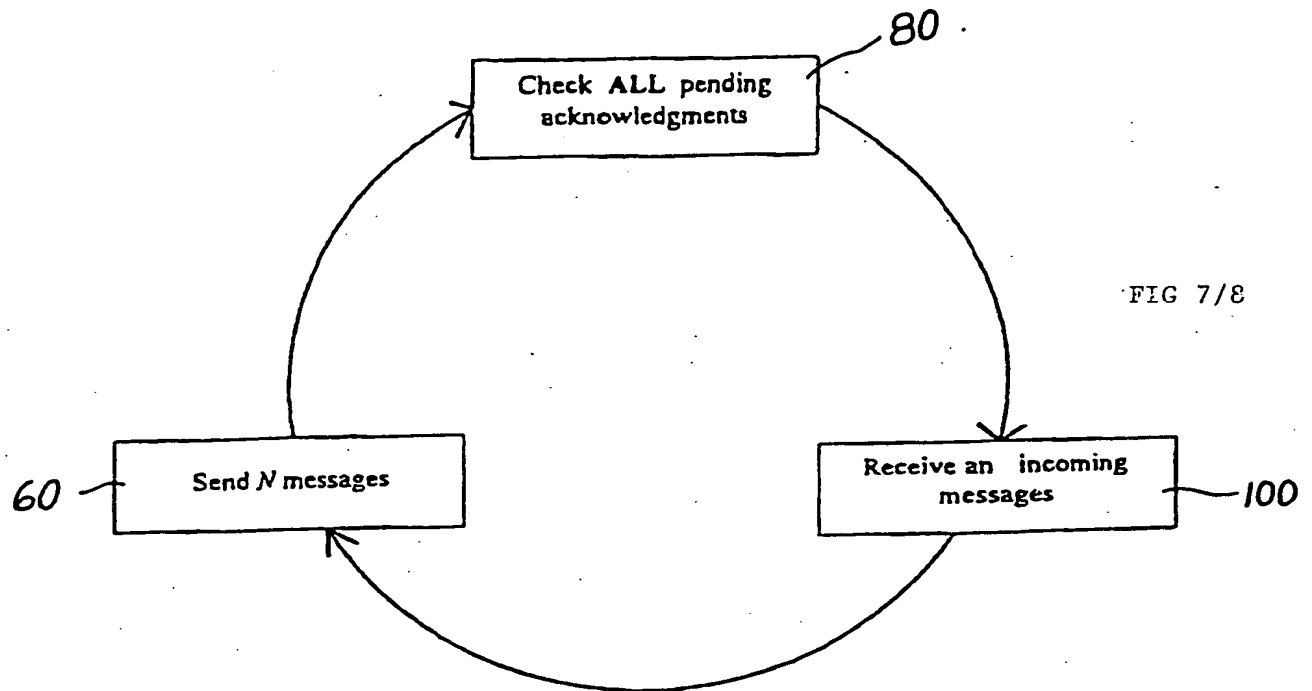 80
Check ALL pending
acknowledgments
FIG 7/8
Send N messages
60
Receive an incoming
messages
100